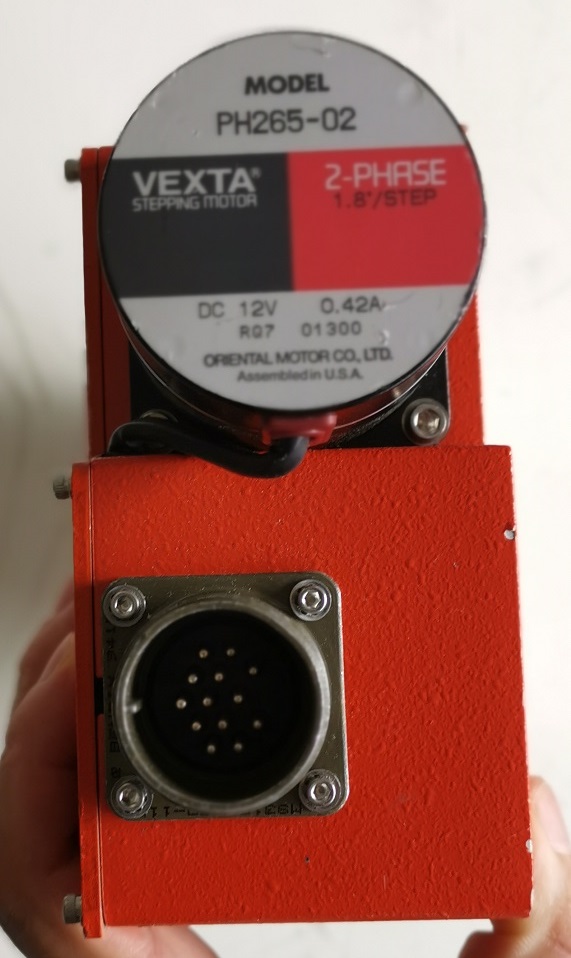 MODEL
PH265-02
VEXTA®
STEPPING MOTOR
2-PHASE
1.8°/STEP
DC 12V 0.42A
RQ7 01300
ORIENTAL MOTOR CO., LTD.
Assembled in U.S.A.